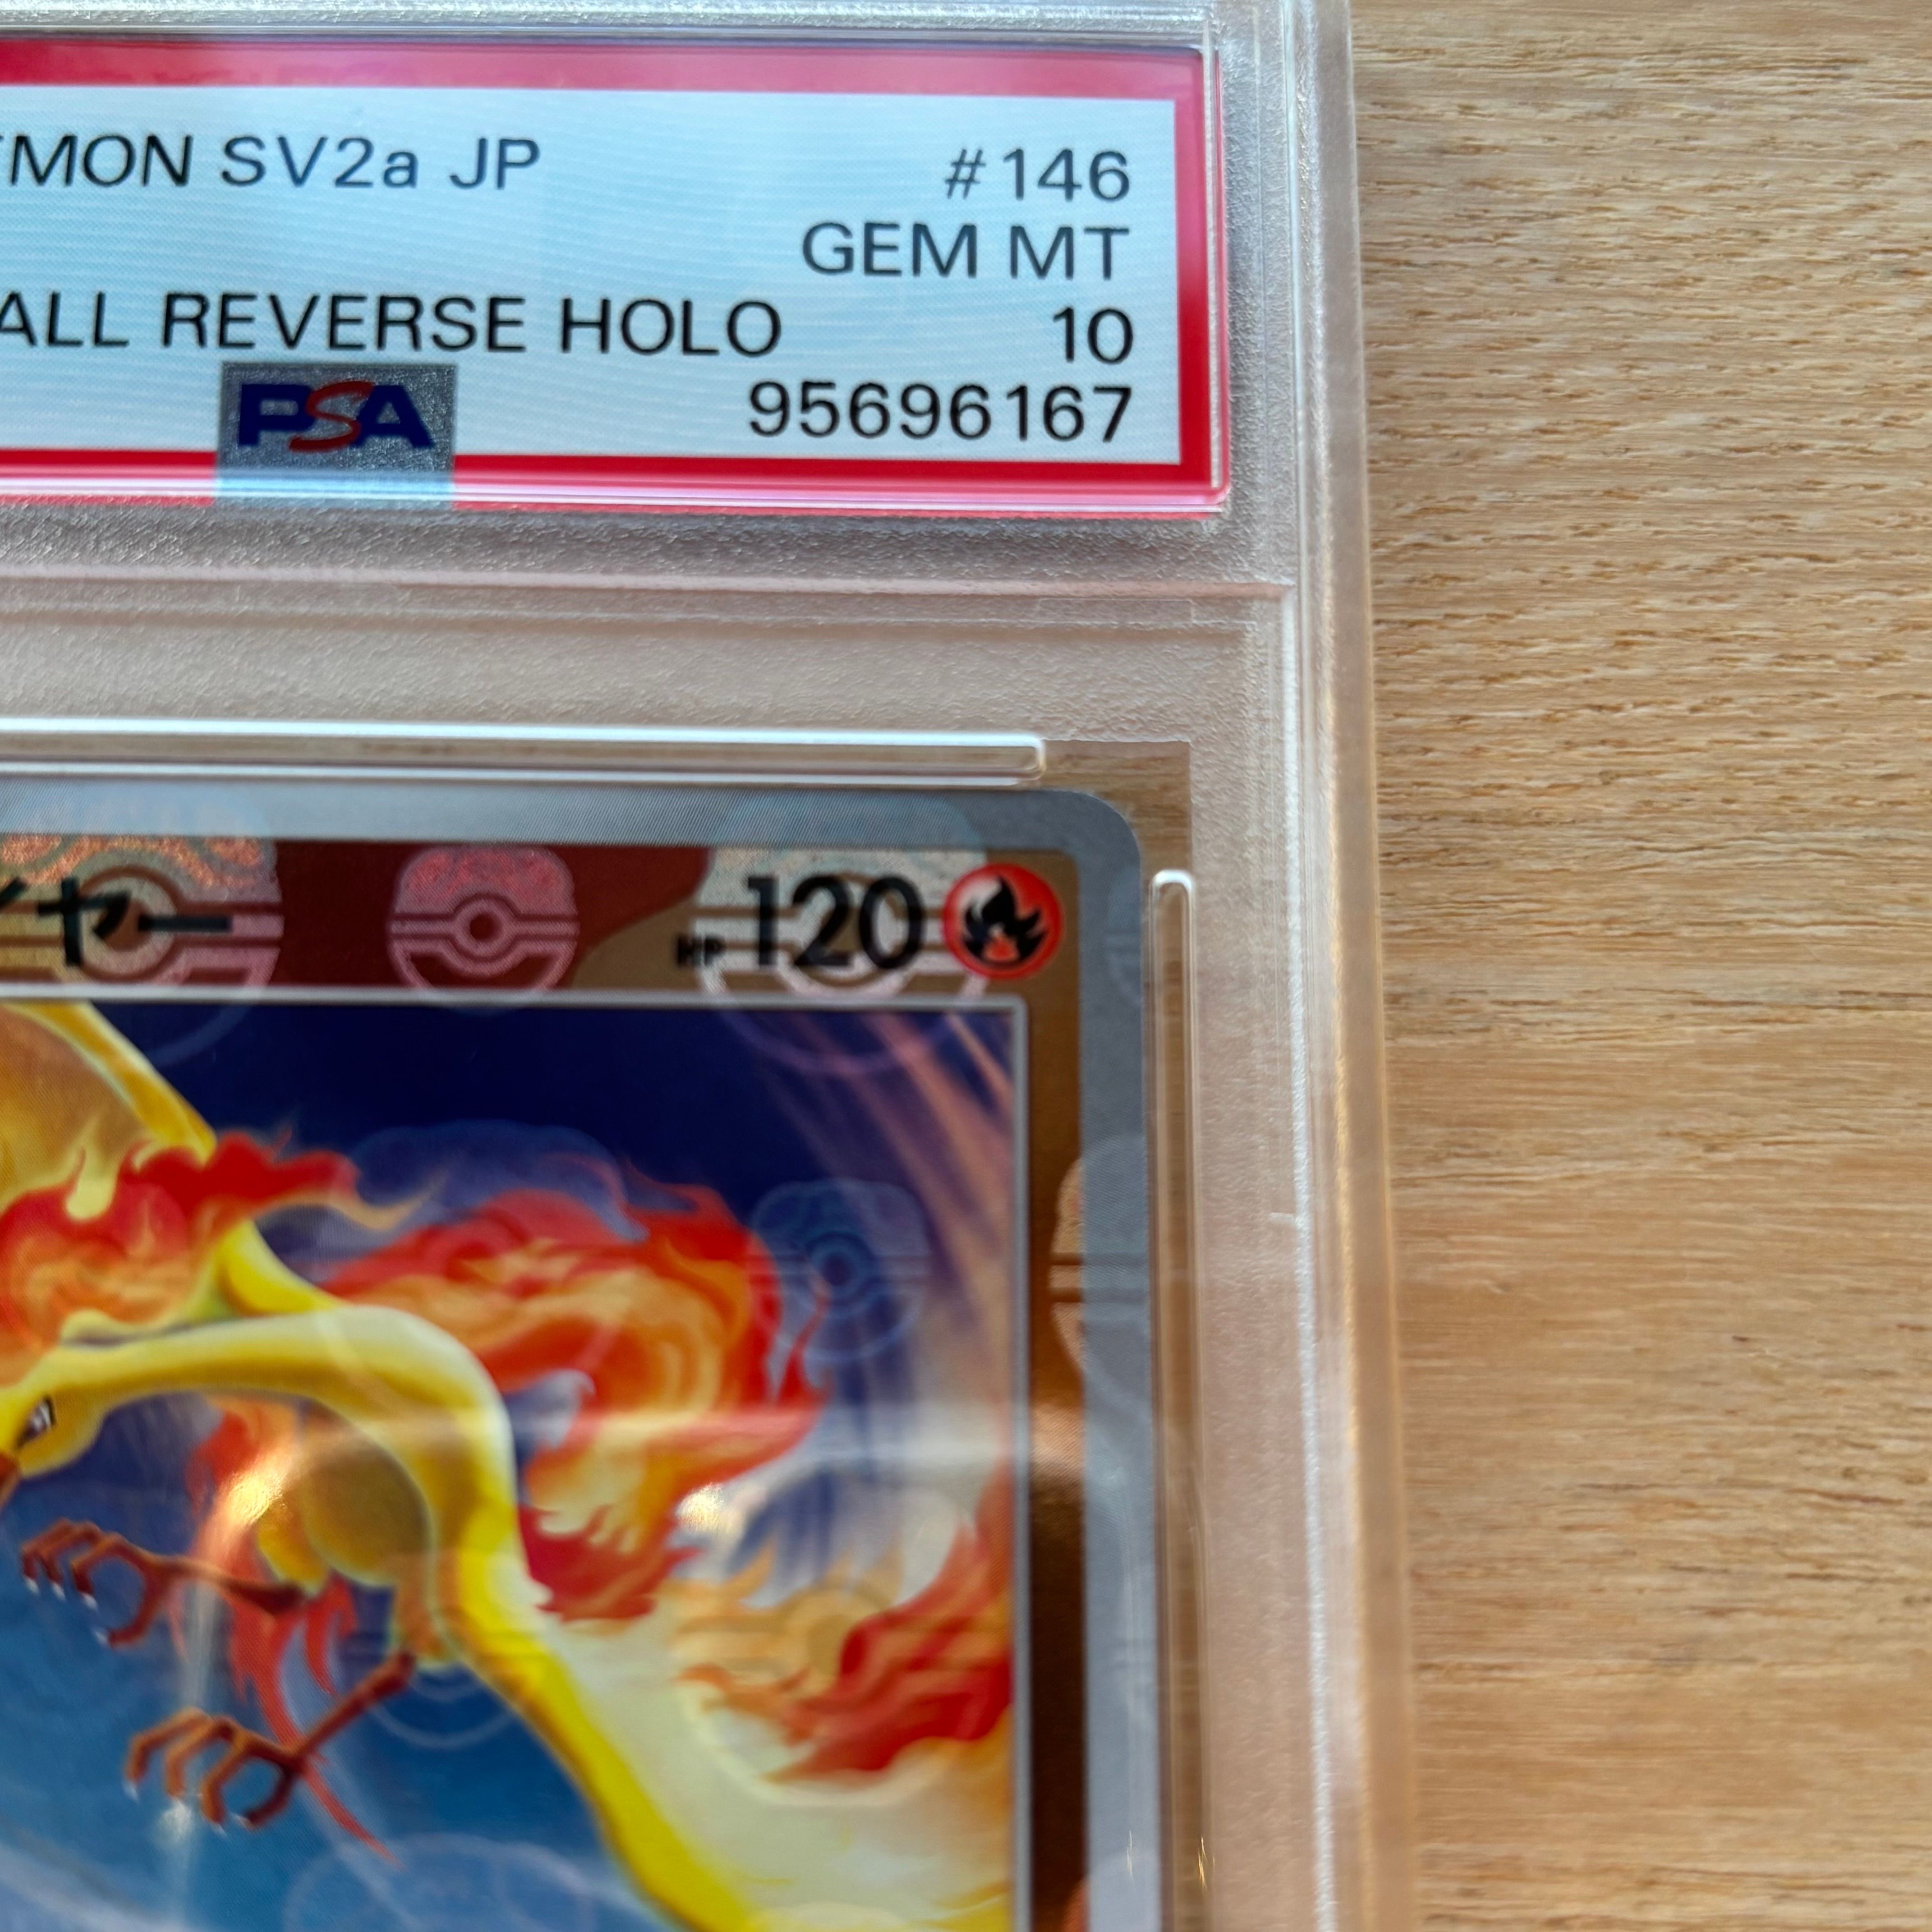 MON SV2a JP #146
GEM MT
ALL REVERSE HOLO 10
PSA 95696167
ヤー HP 120